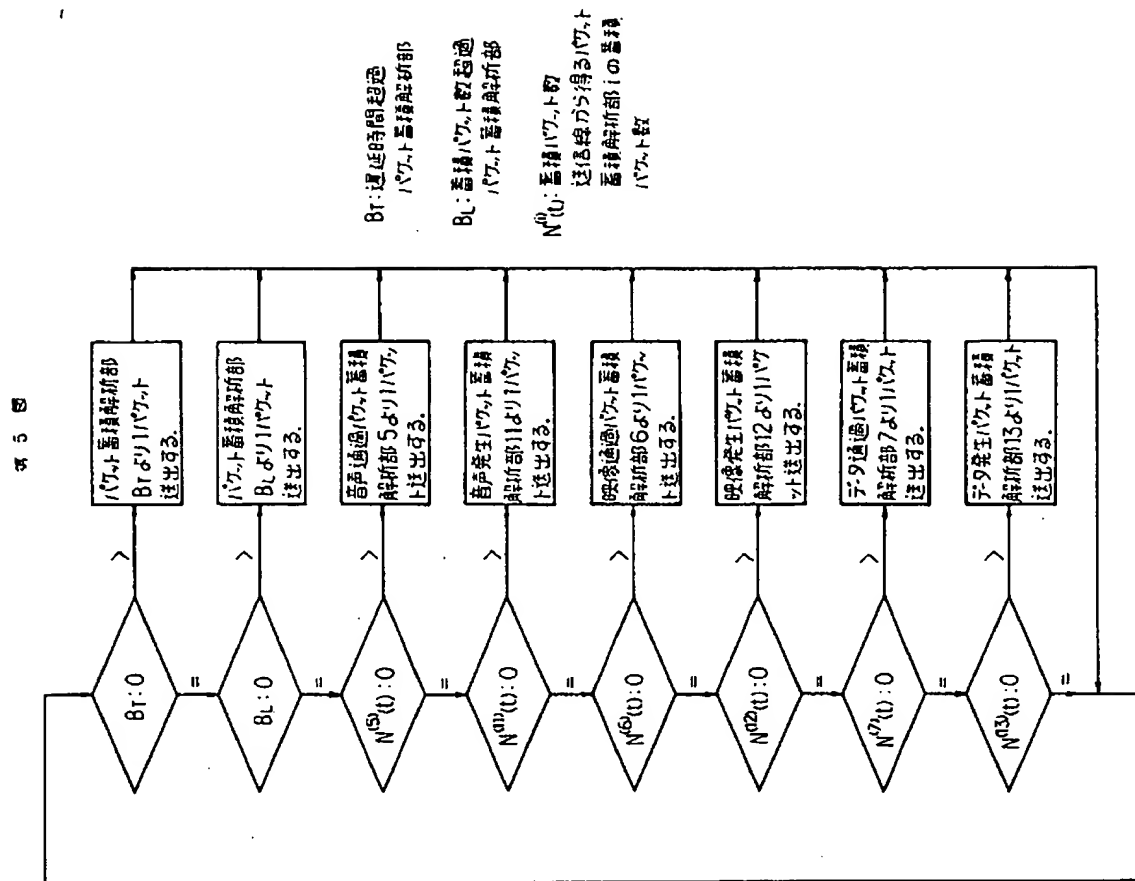 第 5 図
BT:0
>
パケット蓄積解析部
BTより1パケット
送出する.
=
BL:0
>
パケット蓄積解析部
BLより1パケット
送出する.
=
N(5)(t):0
>
音声通過パケット蓄積
解析部5より1パケッ
ト送出する.
=
N(11)(t):0
>
音声発生パケット蓄積
解析部11より1パケッ
ト送出する.
=
N(6)(t):0
>
映像通過パケット蓄積
解析部6より1パケッ
ト送出する.
=
N(12)(t):0
>
映像発生パケット蓄積
解析部12より1パケ
ット送出する.
=
N(7)(t):0
>
データ通過パケット蓄積
解析部7より1パケット
送出する.
=
N(13)(t):0
>
データ発生パケット蓄積
解析部13より1パケット
送出する.
=
BT:遅延時間超過
パケット蓄積解析部
BL:蓄積パケット数超過
パケット蓄積解析部
N(i)(t):蓄積パケット数
送信線から得るパケット
蓄積解析部iの蓄積
パケット数